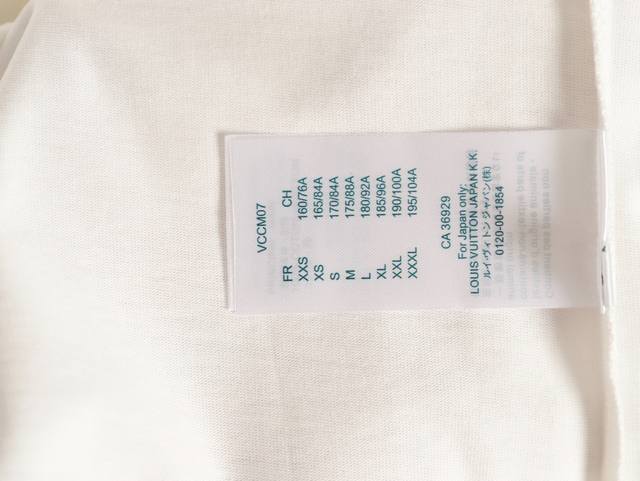 VCCM07
FR CH
XXS 160/76A
XS 165/84A
S 170/84A
M 175/88A
L 180/92A
XL 185/96A
XXL 190/100A
XXXL 195/104A
CA 36929
For Japan only:
LOUIS VUITTON JAPAN K.K.
ルイ・ヴィトン ジャパン(株)
0120-00-1854